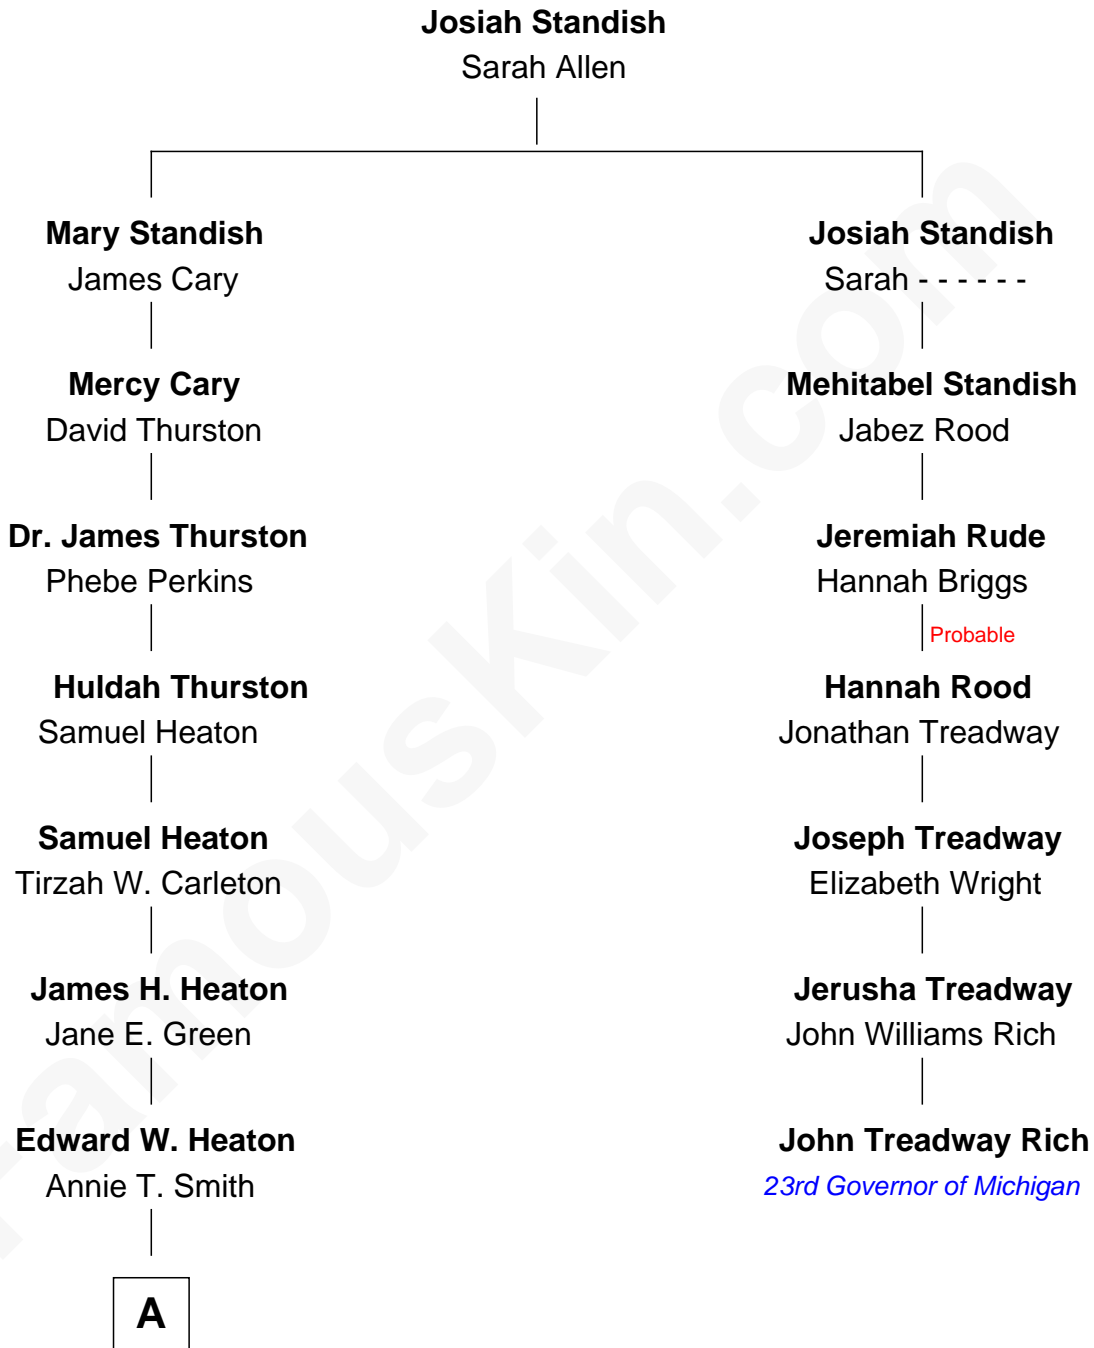 Josiah Standish
Sarah Allen
Mary Standish
James Cary
Josiah Standish
Sarah - - - - - -
Mercy Cary
David Thurston
Mehitabel Standish
Jabez Rood
Dr. James Thurston
Phebe Perkins
Jeremiah Rude
Hannah Briggs
Probable
Huldah Thurston
Samuel Heaton
Hannah Rood
Jonathan Treadway
Samuel Heaton
Tirzah W. Carleton
Joseph Treadway
Elizabeth Wright
James H. Heaton
Jane E. Green
Jerusha Treadway
John Williams Rich
Edward W. Heaton
Annie T. Smith
John Treadway Rich
23rd Governor of Michigan
A
FamousKin.com